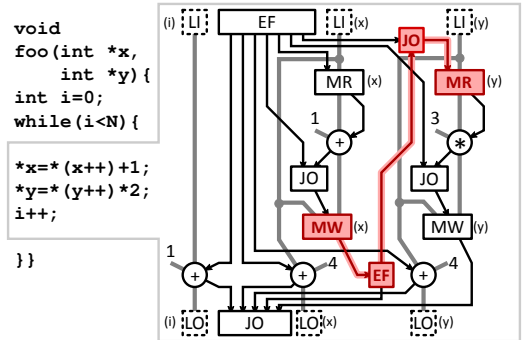 void
foo(int *x,
int *y){
int i=0;
while(i<N){
*x=*(x++)+1;
*y=*(y++)*2;
i++;
}}
(i) LI EF LI (x) LI (y)
JO
MR (x) MR (y)
1 + 3 *
JO JO
MW (x) MW (y)
1 + + 4 EF + 4
(i) LO JO LO (x) LO (y)